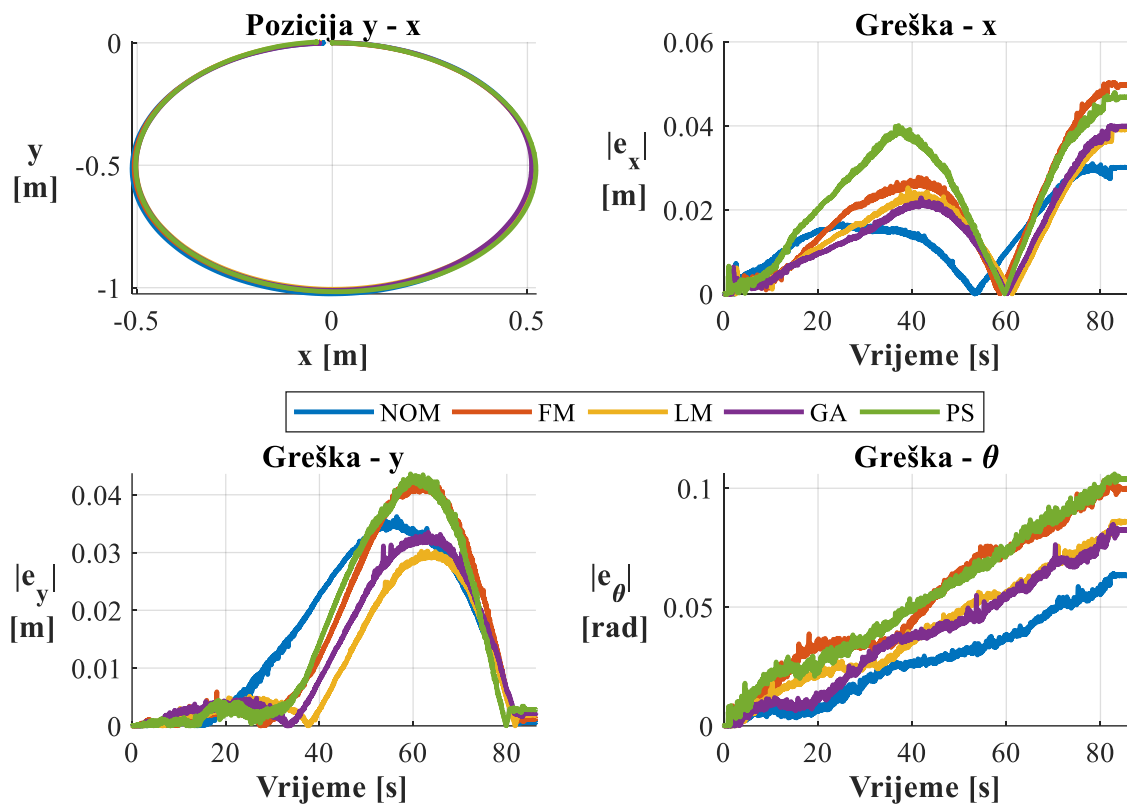 Pozicija y - x
0
-0.5
-1
y
[m]
-0.5
0
0.5
x [m]
Greška - x
0.06
0.04
0.02
0
|e_x|
[m]
0
20
40
60
80
Vrijeme [s]
NOM FM LM GA PS
Greška - y
0.04
0.03
0.02
0.01
0
|e_y|
[m]
0
20
40
60
80
Vrijeme [s]
Greška - θ
0.1
0.05
0
|e_θ|
[rad]
0
20
40
60
80
Vrijeme [s]